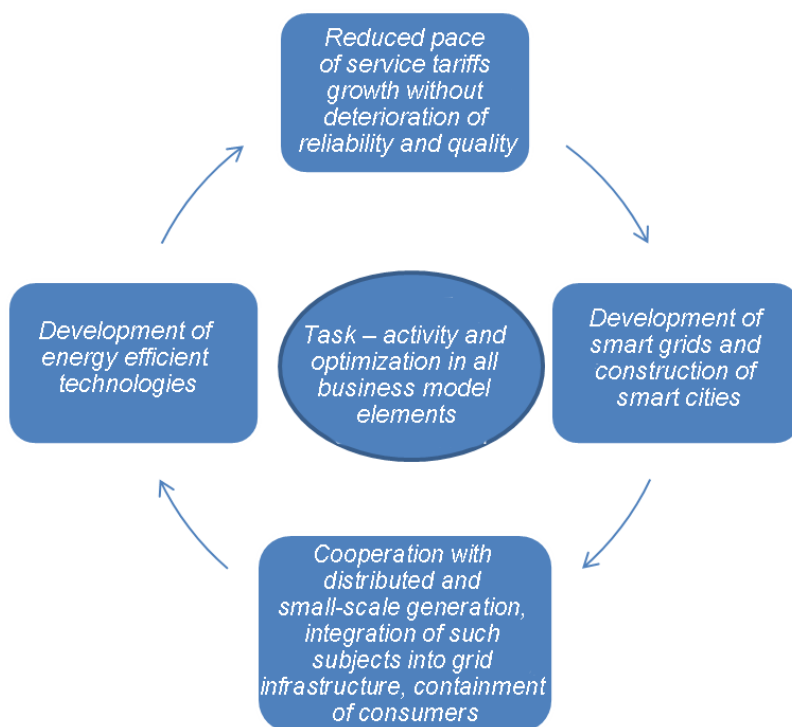 Reduced pace
of service tariffs
growth without
deterioration of
reliability and quality
Development of
energy efficient
technologies
Task – activity and
optimization in all
business model
elements
Development of
smart grids and
construction of
smart cities
Cooperation with
distributed and
small-scale generation,
integration of such
subjects into grid
infrastructure, containment
of consumers